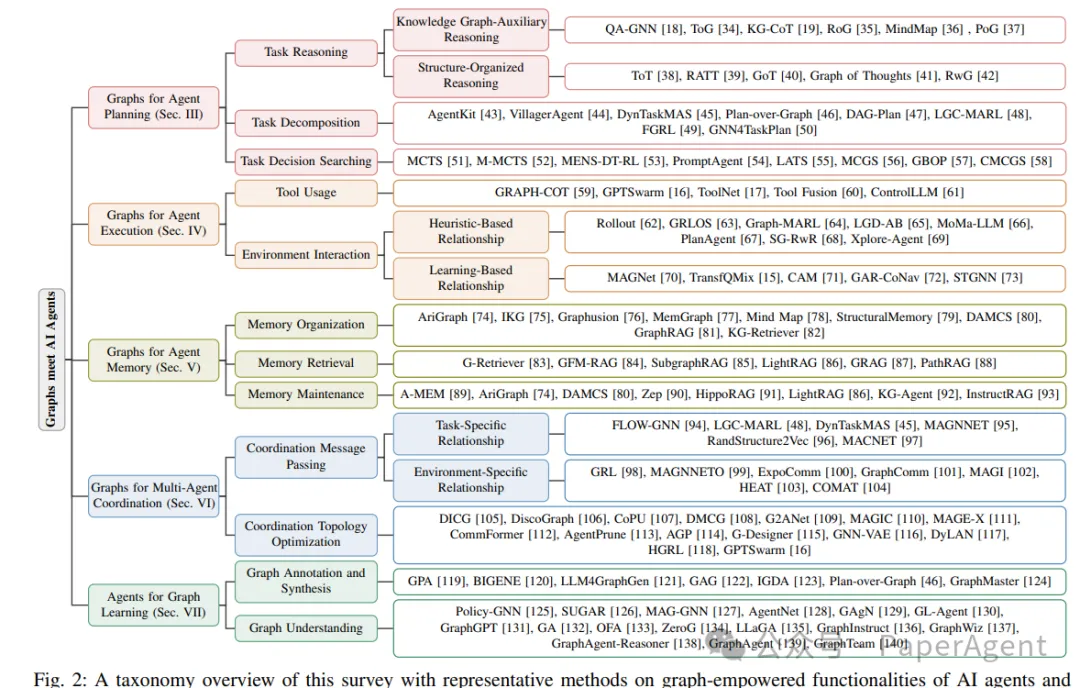 Graphs meet AI Agents
Graphs for Agent
Planning (Sec. III)
Task Reasoning
Knowledge Graph-Auxiliary
Reasoning
QA-GNN [18], ToG [34], KG-CoT [19], RoG [35], MindMap [36] , PoG [37]
Structure-Organized
Reasoning
ToT [38], RATT [39], GoT [40], Graph of Thoughts [41], RwG [42]
Task Decomposition
AgentKit [43], VillagerAgent [44], DynTaskMAS [45], Plan-over-Graph [46], DAG-Plan [47], LGC-MARL [48],
FGRL [49], GNN4TaskPlan [50]
Task Decision Searching
MCTS [51], M-MCTS [52], MENS-DT-RL [53], PromptAgent [54], LATS [55], MCGS [56], GBOP [57], CMCGS [58]
Graphs for Agent
Execution (Sec. IV)
Tool Usage
GRAPH-COT [59], GPTSwarm [16], ToolNet [17], Tool Fusion [60], ControlLLM [61]
Environment Interaction
Heuristic-Based
Relationship
Rollout [62], GRLOS [63], Graph-MARL [64], LGD-AB [65], MoMa-LLM [66],
PlanAgent [67], SG-RwR [68], Xplore-Agent [69]
Learning-Based
Relationship
MAGNet [70], TransfQMix [15], CAM [71], GAR-CoNav [72], STGNN [73]
Graphs for Agent
Memory (Sec. V)
Memory Organization
AriGraph [74], IKG [75], Graphusion [76], MemGraph [77], Mind Map [78], StructuralMemory [79], DAMCS [80],
GraphRAG [81], KG-Retriever [82]
Memory Retrieval
G-Retriever [83], GFM-RAG [84], SubgraphRAG [85], LightRAG [86], GRAG [87], PathRAG [88]
Memory Maintenance
A-MEM [89], AriGraph [74], DAMCS [80], Zep [90], HippoRAG [91], LightRAG [86], KG-Agent [92], InstructRAG [93]
Graphs for Multi-Agent
Coordination (Sec. VI)
Coordination Message
Passing
Task-Specific
Relationship
FLOW-GNN [94], LGC-MARL [48], DynTaskMAS [45], MAGNNET [95],
RandStructure2Vec [96], MACNET [97]
Environment-Specific
Relationship
GRL [98], MAGNNETO [99], ExpoComm [100], GraphComm [101], MAGI [102],
HEAT [103], COMAT [104]
Coordination Topology
Optimization
DICG [105], DiscoGraph [106], CoPU [107], DMCG [108], G2ANet [109], MAGIC [110], MAGE-X [111],
CommFormer [112], AgentPrune [113], AGP [114], G-Designer [115], GNN-VAE [116], DyLAN [117],
HGRL [118], GPTSwarm [16]
Agents for Graph
Learning (Sec. VII)
Graph Annotation and
Synthesis
GPA [119], BIGENE [120], LLM4GraphGen [121], GAG [122], IGDA [123], Plan-over-Graph [46], GraphMaster [124]
Graph Understanding
Policy-GNN [125], SUGAR [126], MAG-GNN [127], AgentNet [128], GAgN [129], GL-Agent [130],
GraphGPT [131], GA [132], OFA [133], ZeroG [134], LLaGA [135], GraphInstruct [136], GraphWiz [137],
GraphAgent-Reasoner [138], GraphAgent [139], GraphTeam [140]
公众号 PaperAgent
Fig. 2: A taxonomy overview of this survey with representative methods on graph-empowered functionalities of AI agents and